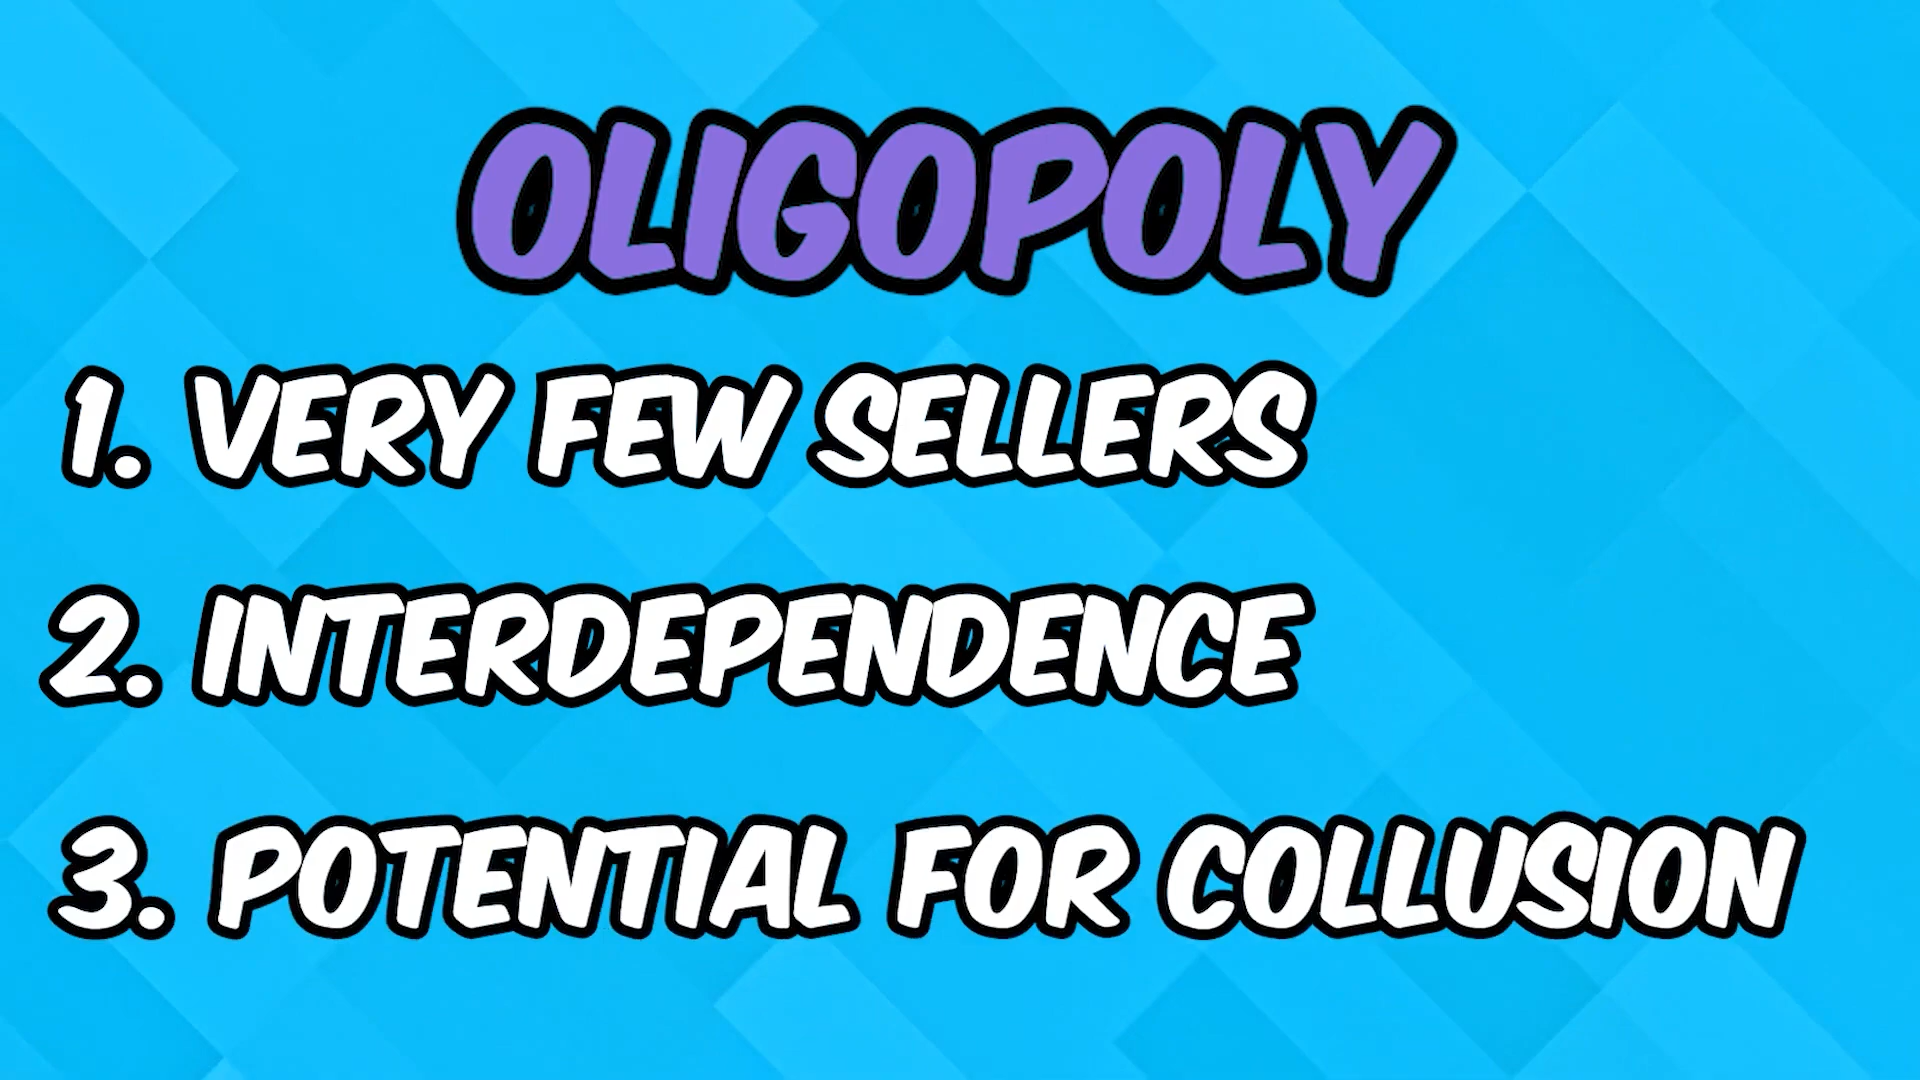 OLIGOPOLY
1. VERY FEW SELLERS
2. INTERDEPENDENCE
3. POTENTIAL FOR COLLUSION